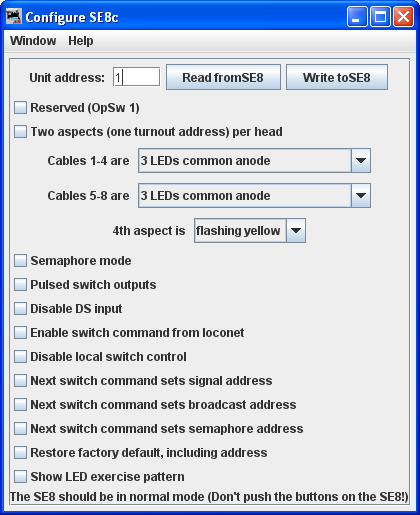 Configure SE8c
Window Help
Unit address: 1 Read fromSE8 Write toSE8
Reserved (OpSw 1)
Two aspects (one turnout address) per head
Cables 1-4 are 3 LEDs common anode
Cables 5-8 are 3 LEDs common anode
4th aspect is flashing yellow
Semaphore mode
Pulsed switch outputs
Disable DS input
Enable switch command from loconet
Disable local switch control
Next switch command sets signal address
Next switch command sets broadcast address
Next switch command sets semaphore address
Restore factory default, including address
Show LED exercise pattern
The SE8 should be in normal mode (Don't push the buttons on the SE8!)